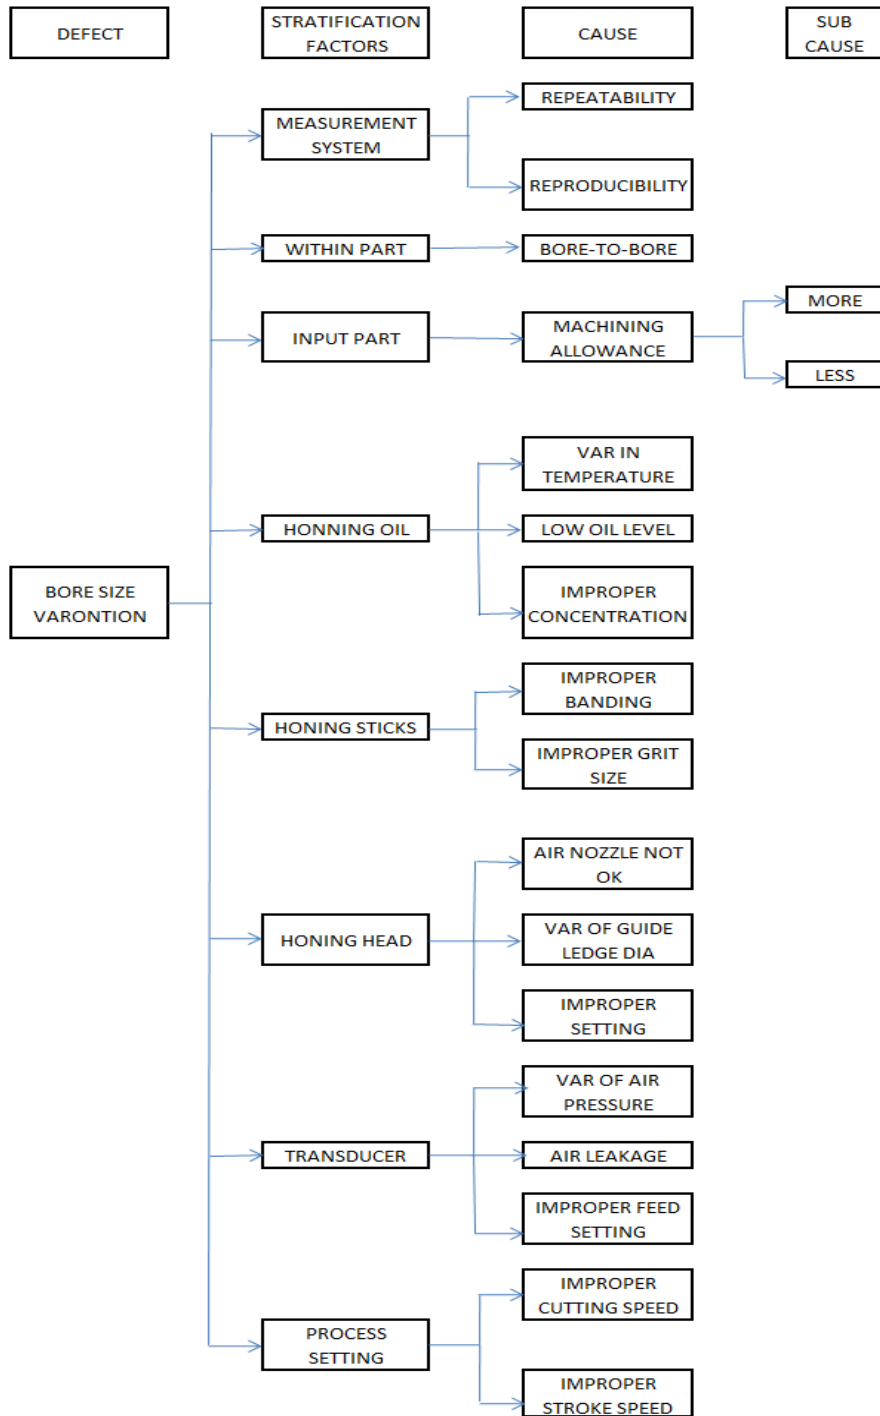 DEFECT
STRATIFICATION
FACTORS
CAUSE
SUB
CAUSE
REPEATABILITY
MEASUREMENT
SYSTEM
REPRODUCIBILITY
WITHIN PART
BORE-TO-BORE
MORE
INPUT PART
MACHINING
ALLOWANCE
LESS
VAR IN
TEMPERATURE
HONNING OIL
LOW OIL LEVEL
BORE SIZE
VARONTION
IMPROPER
CONCENTRATION
IMPROPER
BANDING
HONING STICKS
IMPROPER GRIT
SIZE
AIR NOZZLE NOT
OK
HONING HEAD
VAR OF GUIDE
LEDGE DIA
IMPROPER
SETTING
VAR OF AIR
PRESSURE
TRANSDUCER
AIR LEAKAGE
IMPROPER FEED
SETTING
IMPROPER
CUTTING SPEED
PROCESS
SETTING
IMPROPER
STROKE SPEED